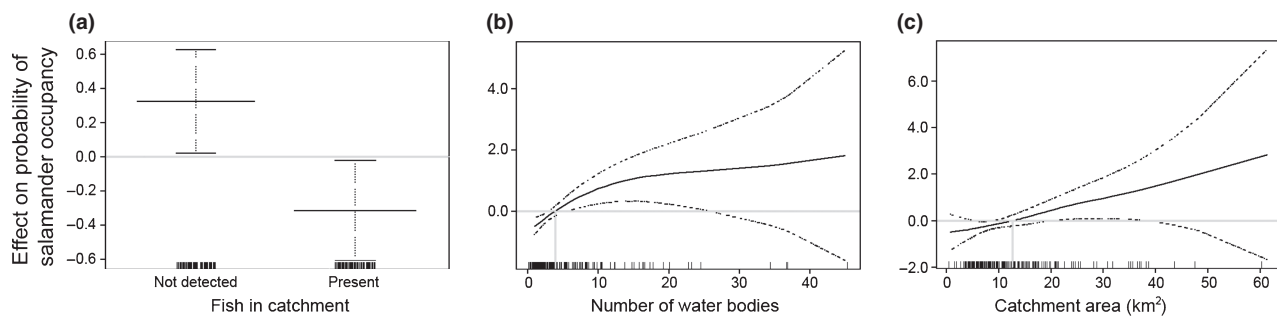 (a)
(b)
(c)
Effect on probability of
salamander occupancy
0.6
0.4
0.2
0.0
−0.2
−0.4
−0.6
Not detected
Present
Fish in catchment
4.0
2.0
0.0
0
10
20
30
40
Number of water bodies
6.0
4.0
2.0
0.0
−2.0
0
10
20
30
40
50
60
Catchment area (km²)